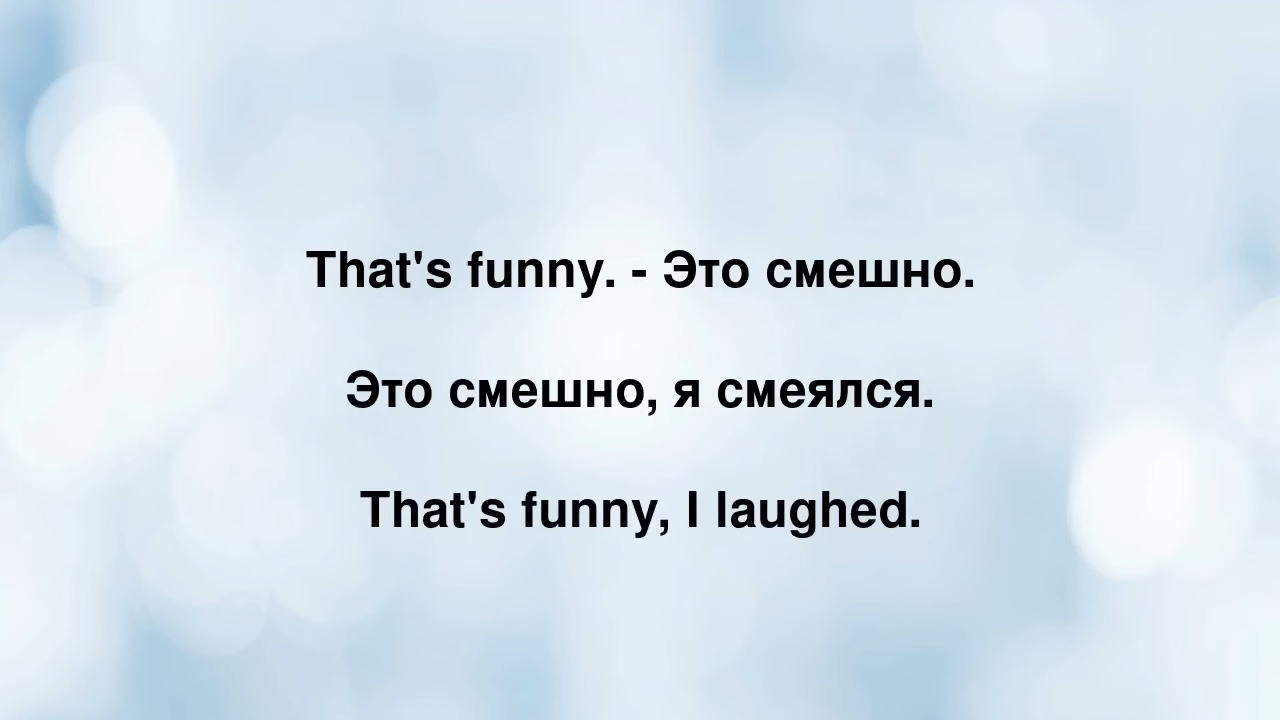 That's funny. - Это смешно.
Это смешно, я смеялся.
That's funny, I laughed.